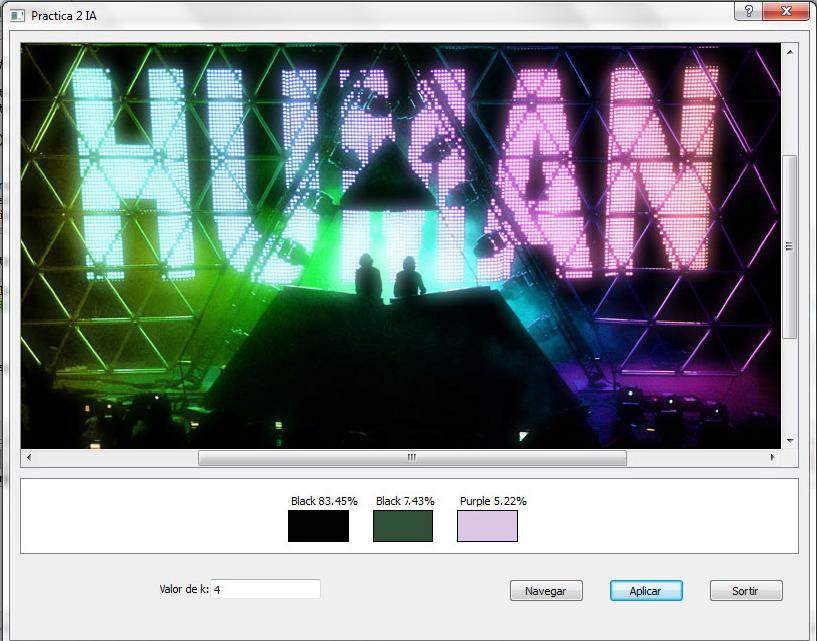 Practica 2 IA
HUMAN
Black 83.45% Black 7.43% Purple 5.22%
Valor de k: 4 Navegar Aplicar Sortir